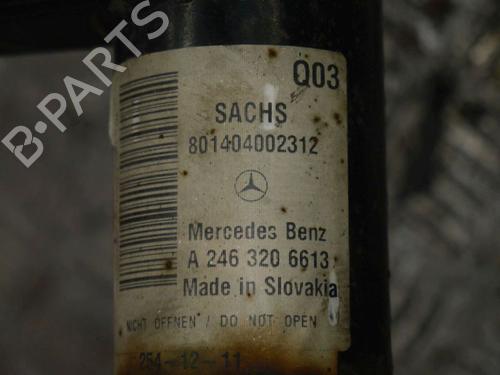 Q03
SACHS
801404002312
Mercedes Benz
A 246 320 6613
Made in Slovakia
NICHT ÖFFNEN / DO NOT OPEN
254-12-11
B-PARTS